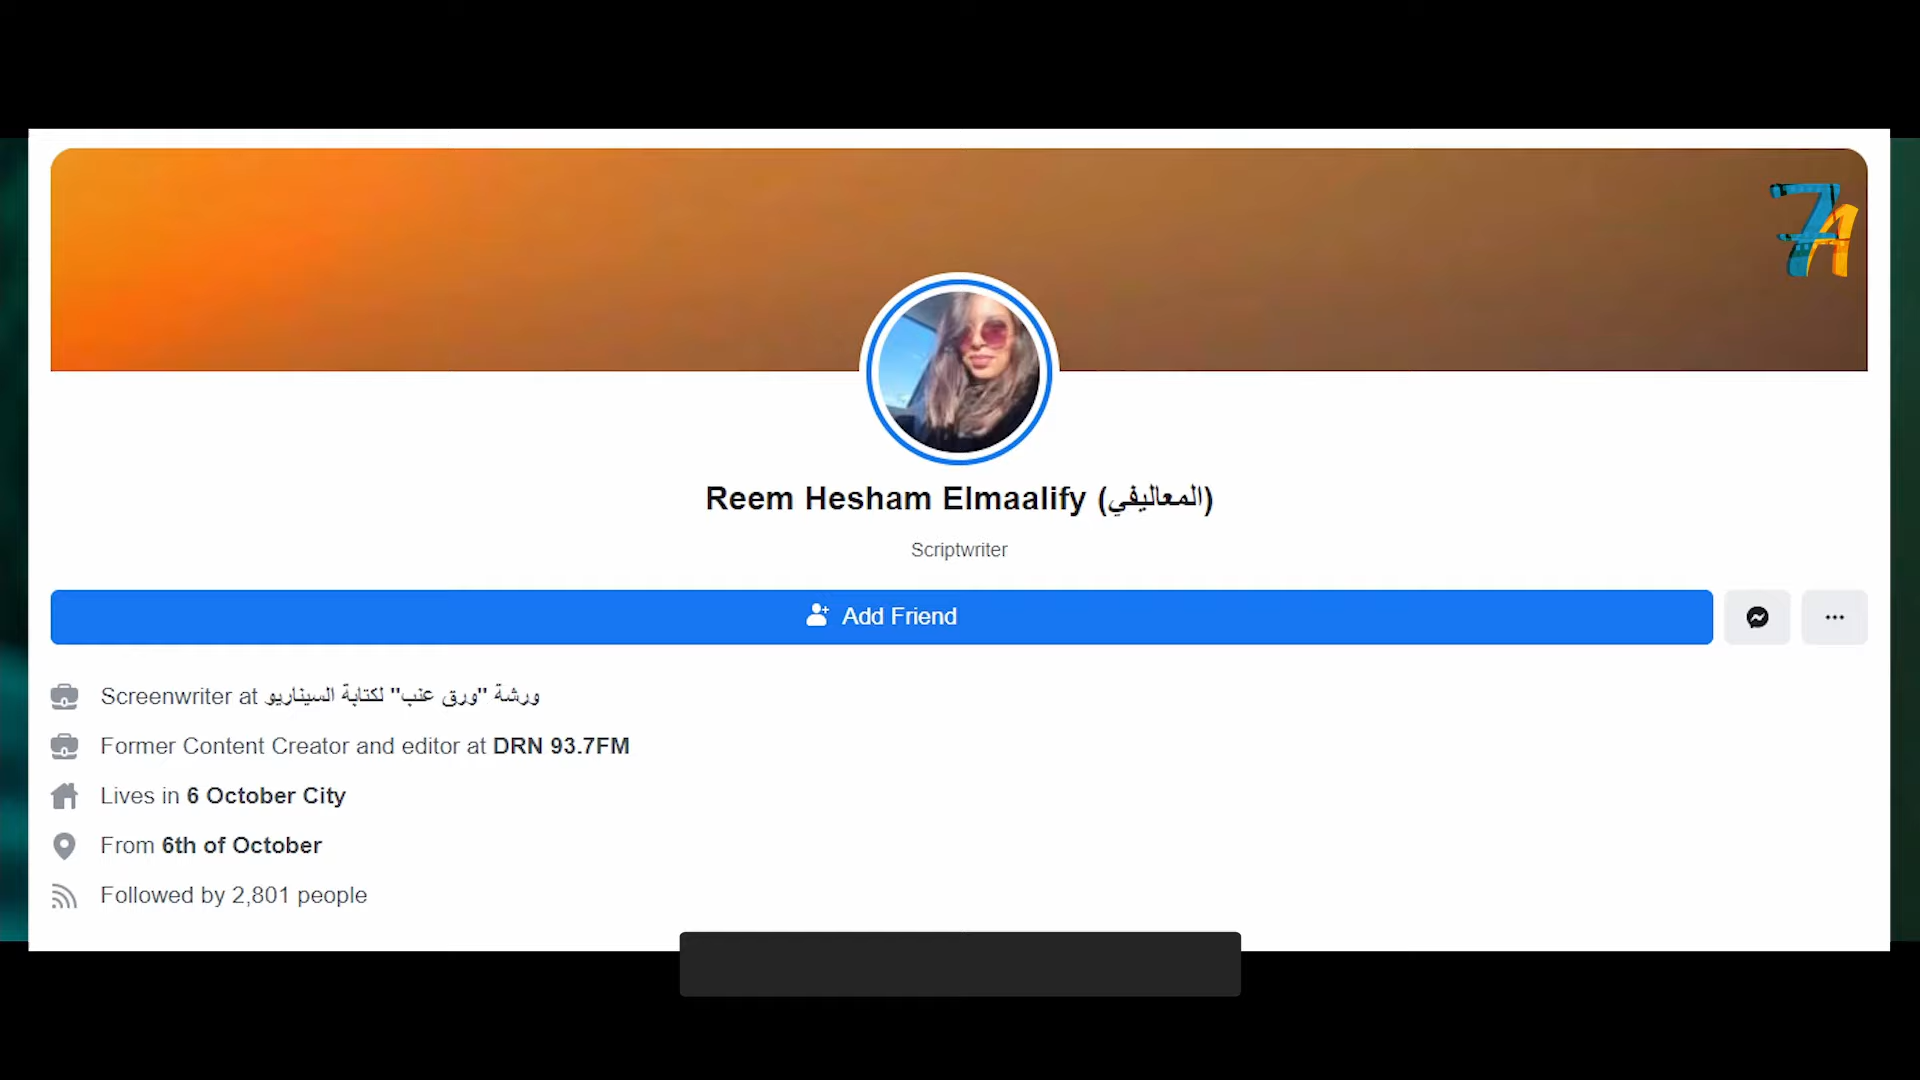 7A
Reem Hesham Elmaalify (المعاليفي)
Scriptwriter
Add Friend
Screenwriter at ورشة "ورق عنب" لكتابة السيناريو
Former Content Creator and editor at DRN 93.7FM
Lives in 6 October City
From 6th of October
Followed by 2,801 people